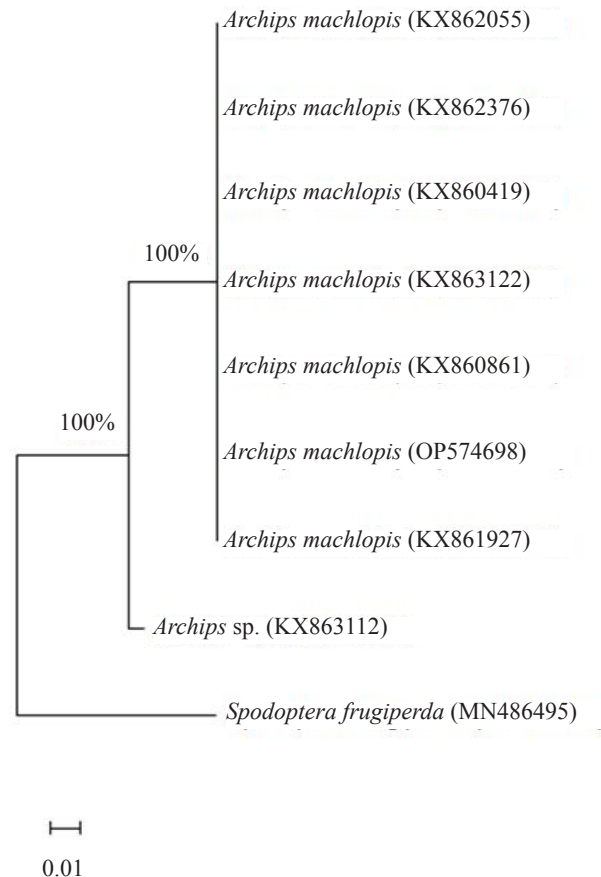 Archips machlopis (KX862055)
Archips machlopis (KX862376)
Archips machlopis (KX860419)
100%
Archips machlopis (KX863122)
Archips machlopis (KX860861)
100%
Archips machlopis (OP574698)
Archips machlopis (KX861927)
Archips sp. (KX863112)
Spodoptera frugiperda (MN486495)
0.01